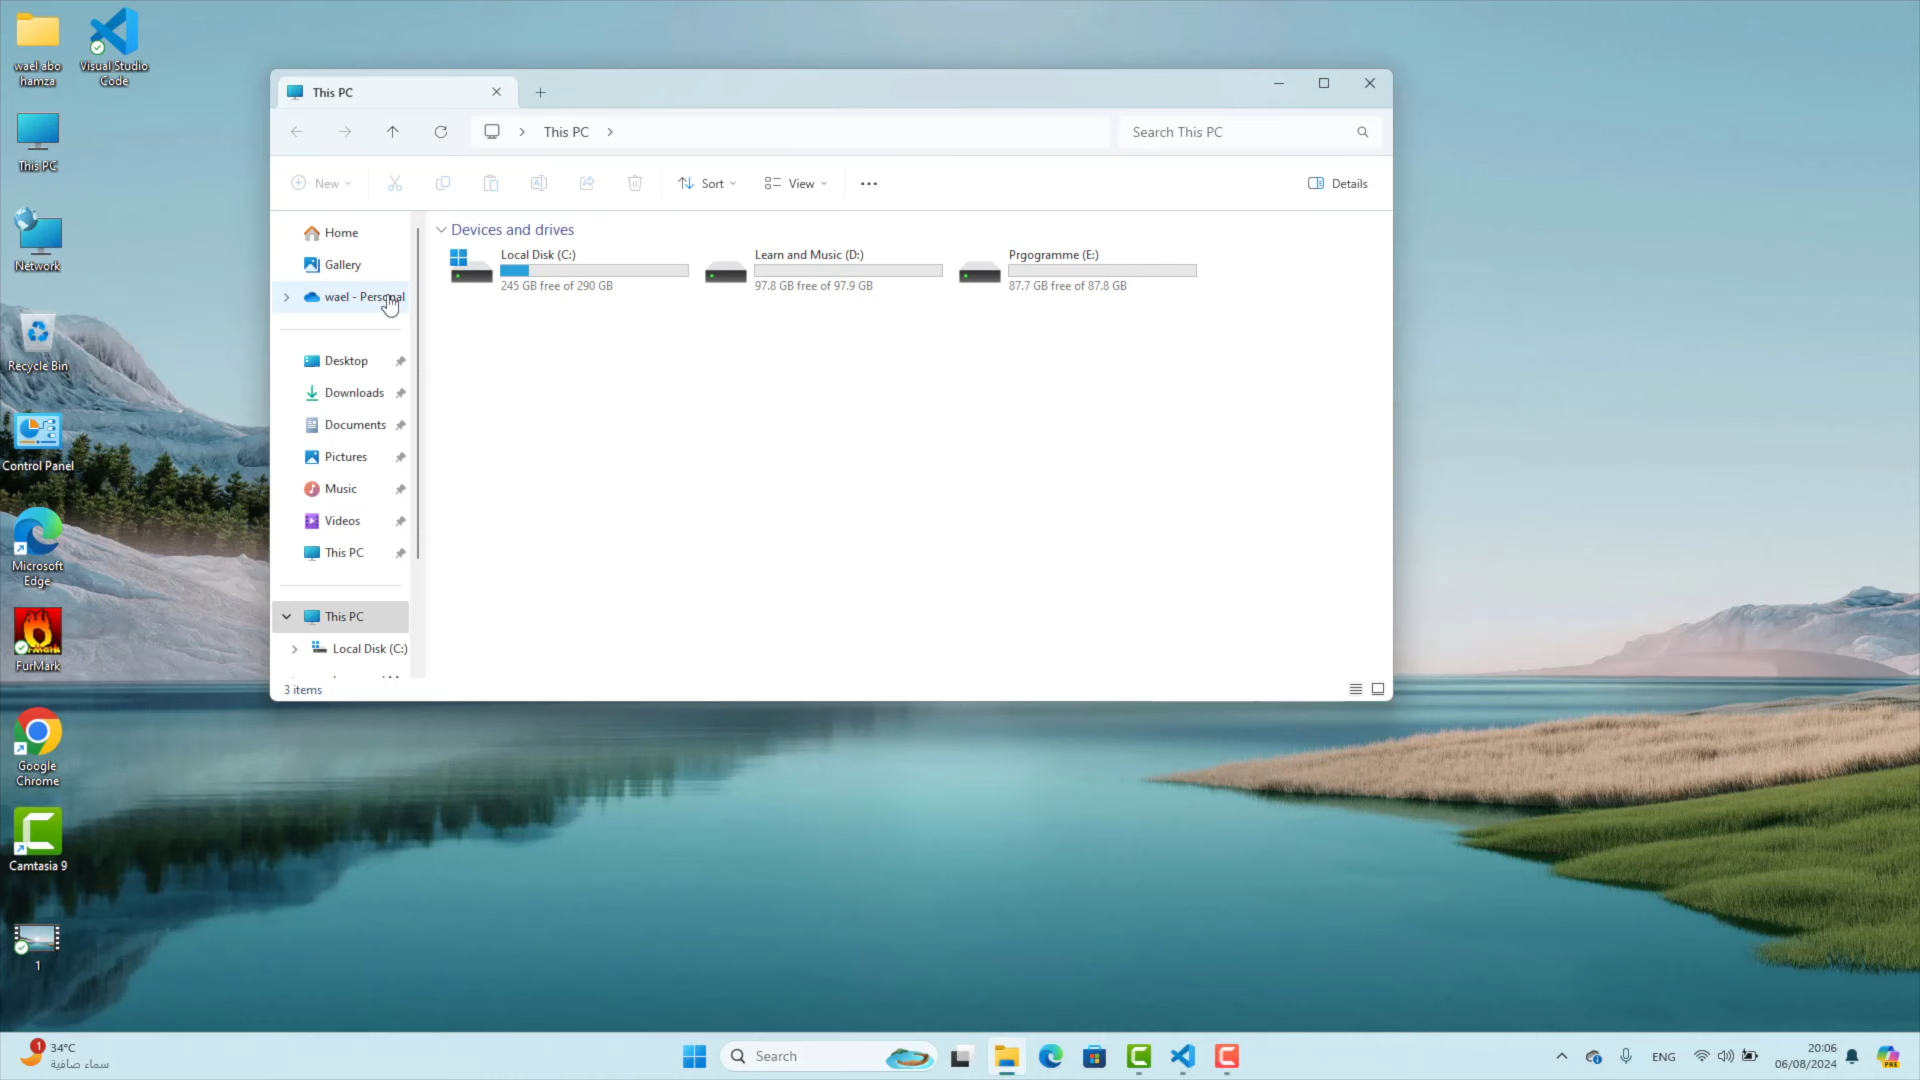 wael abo
hamza
Visual Studio
Code
This PC
Network
Recycle Bin
Control Panel
Microsoft
Edge
FurMark
Google
Chrome
Camtasia 9
1
This PC
This PC
Search This PC
New
Sort
View
Details
Home
Gallery
wael - Personal
Desktop
Downloads
Documents
Pictures
Music
Videos
This PC
This PC
Local Disk (C:)
Devices and drives
Local Disk (C:)
245 GB free of 290 GB
Learn and Music (D:)
97.8 GB free of 97.9 GB
Prgogramme (E:)
87.7 GB free of 87.8 GB
3 items
1
34°C
سماء صافية
Search
ENG
20:06
06/08/2024
PRE